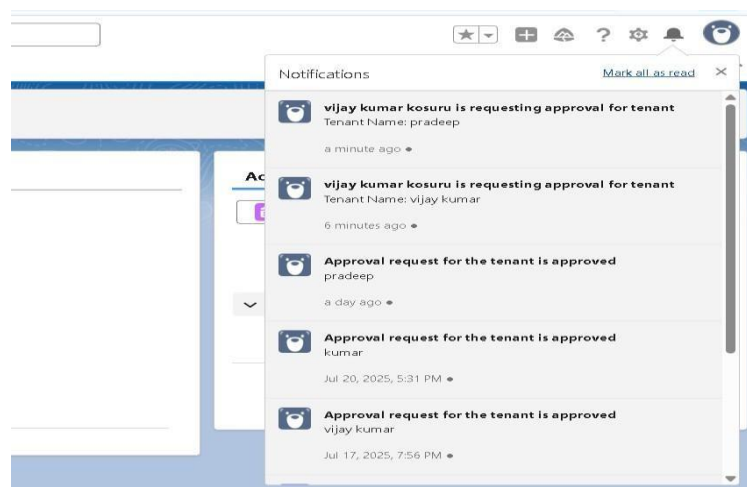 Notifications
Mark all as read
vijay kumar kosuru is requesting approval for tenant
Tenant Name: pradeep
a minute ago
vijay kumar kosuru is requesting approval for tenant
Tenant Name: vijay kumar
6 minutes ago
Approval request for the tenant is approved
pradeep
a day ago
Approval request for the tenant is approved
kumar
Jul 20, 2025, 5:31 PM
Approval request for the tenant is approved
vijay kumar
Jul 17, 2025, 7:56 PM
Ac